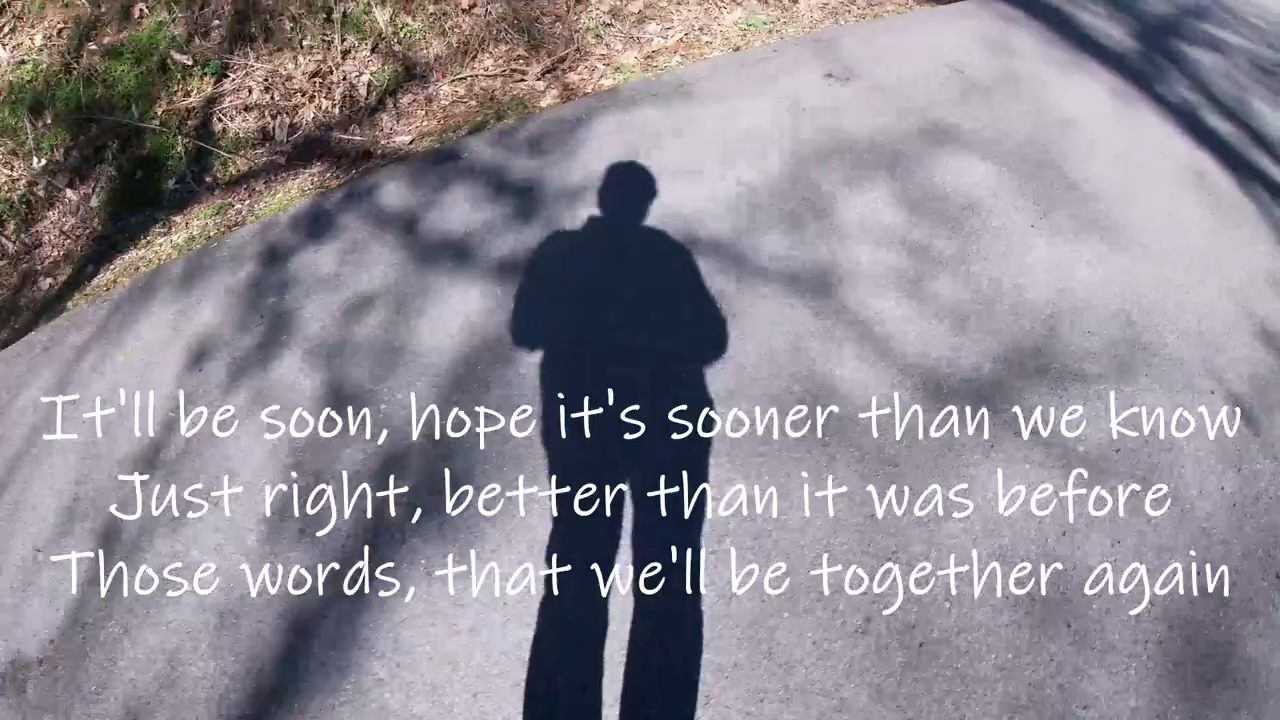 It'll be soon, hope it's sooner than we know
Just right, better than it was before
Those words, that we'll be together again